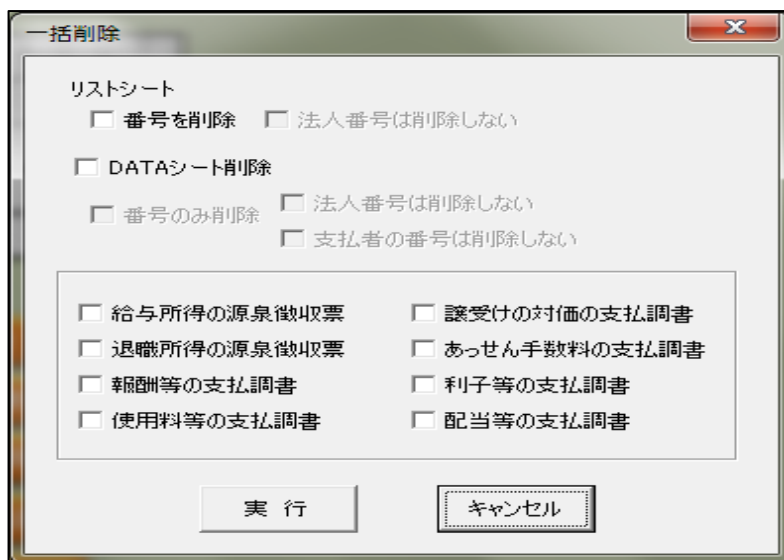 一括削除
リストシート
番号を削除 法人番号は削除しない
DATAシート削除
番号のみ削除 法人番号は削除しない
支払者の番号は削除しない
給与所得の源泉徴収票 譲受けの対価の支払調書
退職所得の源泉徴収票 あっせん手数料の支払調書
報酬等の支払調書 利子等の支払調書
使用料等の支払調書 配当等の支払調書
実 行 キャンセル